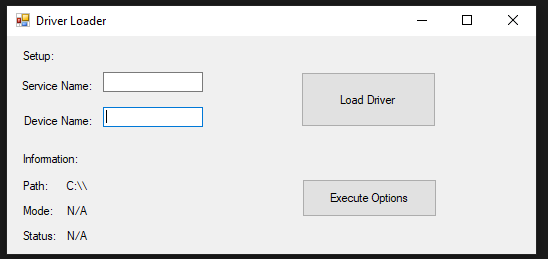 Driver Loader
Setup:
Service Name:
Load Driver
Device Name:
Information:
Path: C:\\
Execute Options
Mode: N/A
Status: N/A